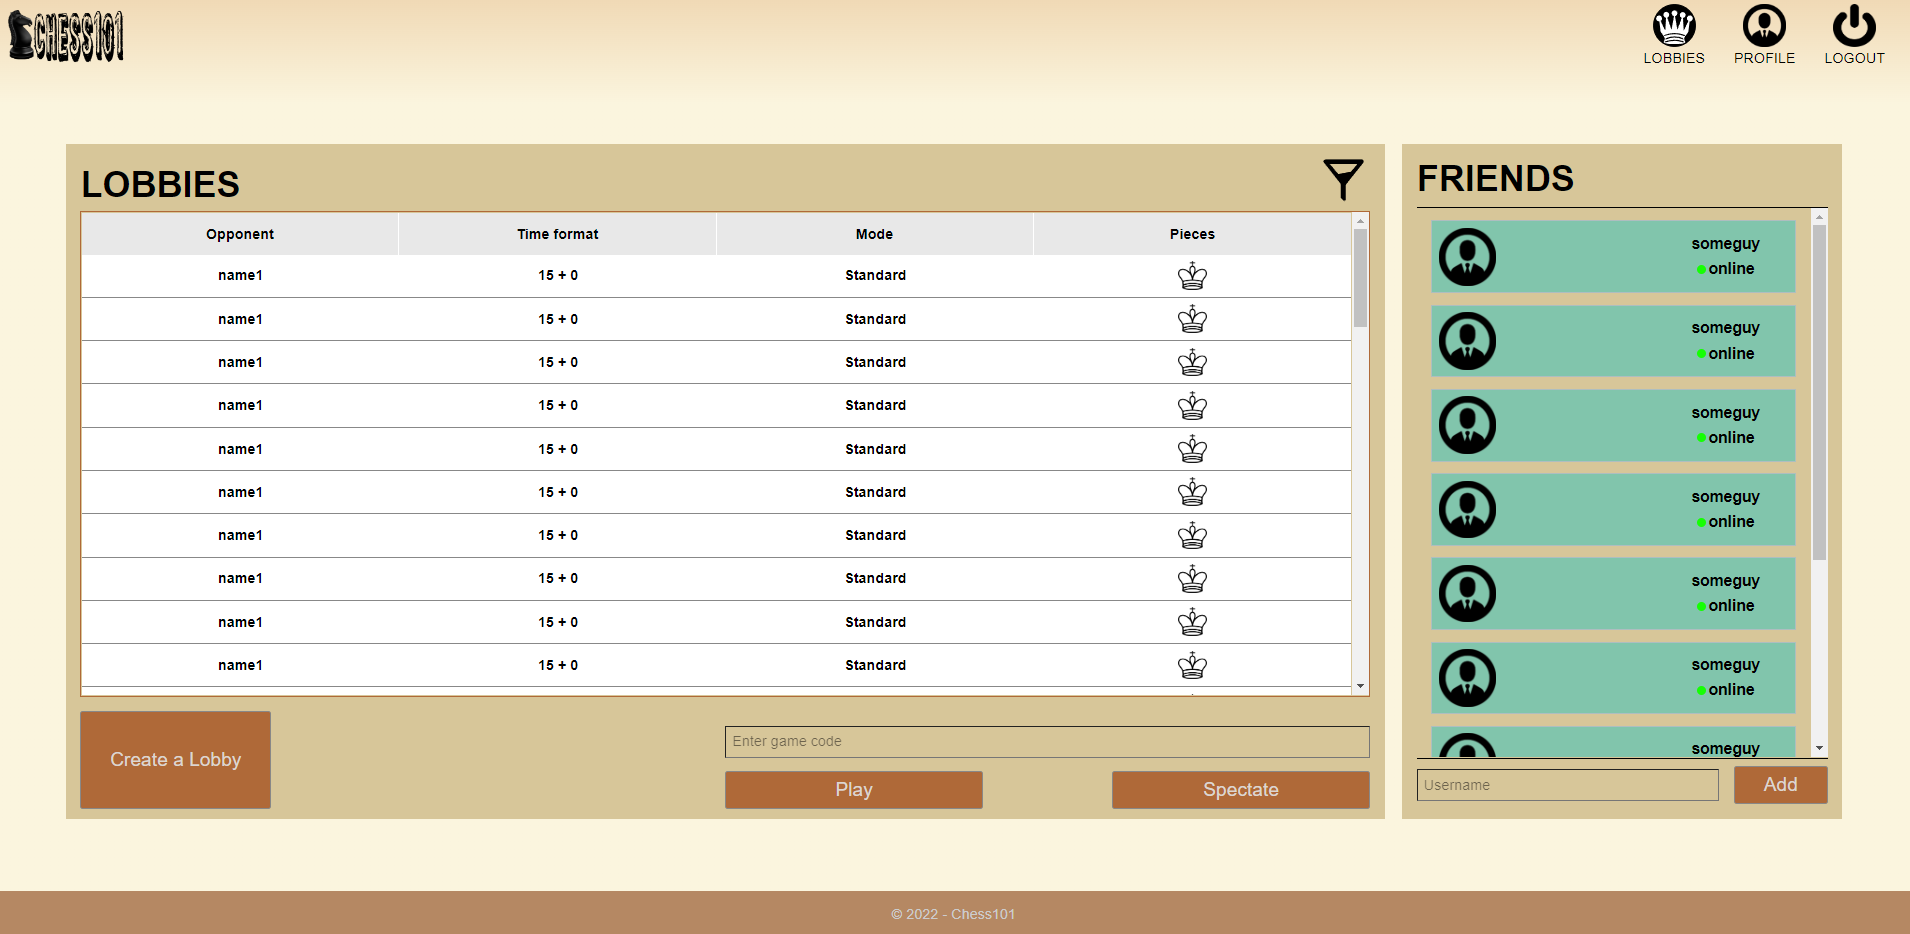 CHESS101
LOBBIES PROFILE LOGOUT
LOBBIES
Opponent Time format Mode Pieces
name1 15 + 0 Standard
name1 15 + 0 Standard
name1 15 + 0 Standard
name1 15 + 0 Standard
name1 15 + 0 Standard
name1 15 + 0 Standard
name1 15 + 0 Standard
name1 15 + 0 Standard
name1 15 + 0 Standard
name1 15 + 0 Standard
Create a Lobby
Enter game code
Play Spectate
FRIENDS
someguy
online
someguy
online
someguy
online
someguy
online
someguy
online
someguy
online
someguy
Username Add
© 2022 - Chess101